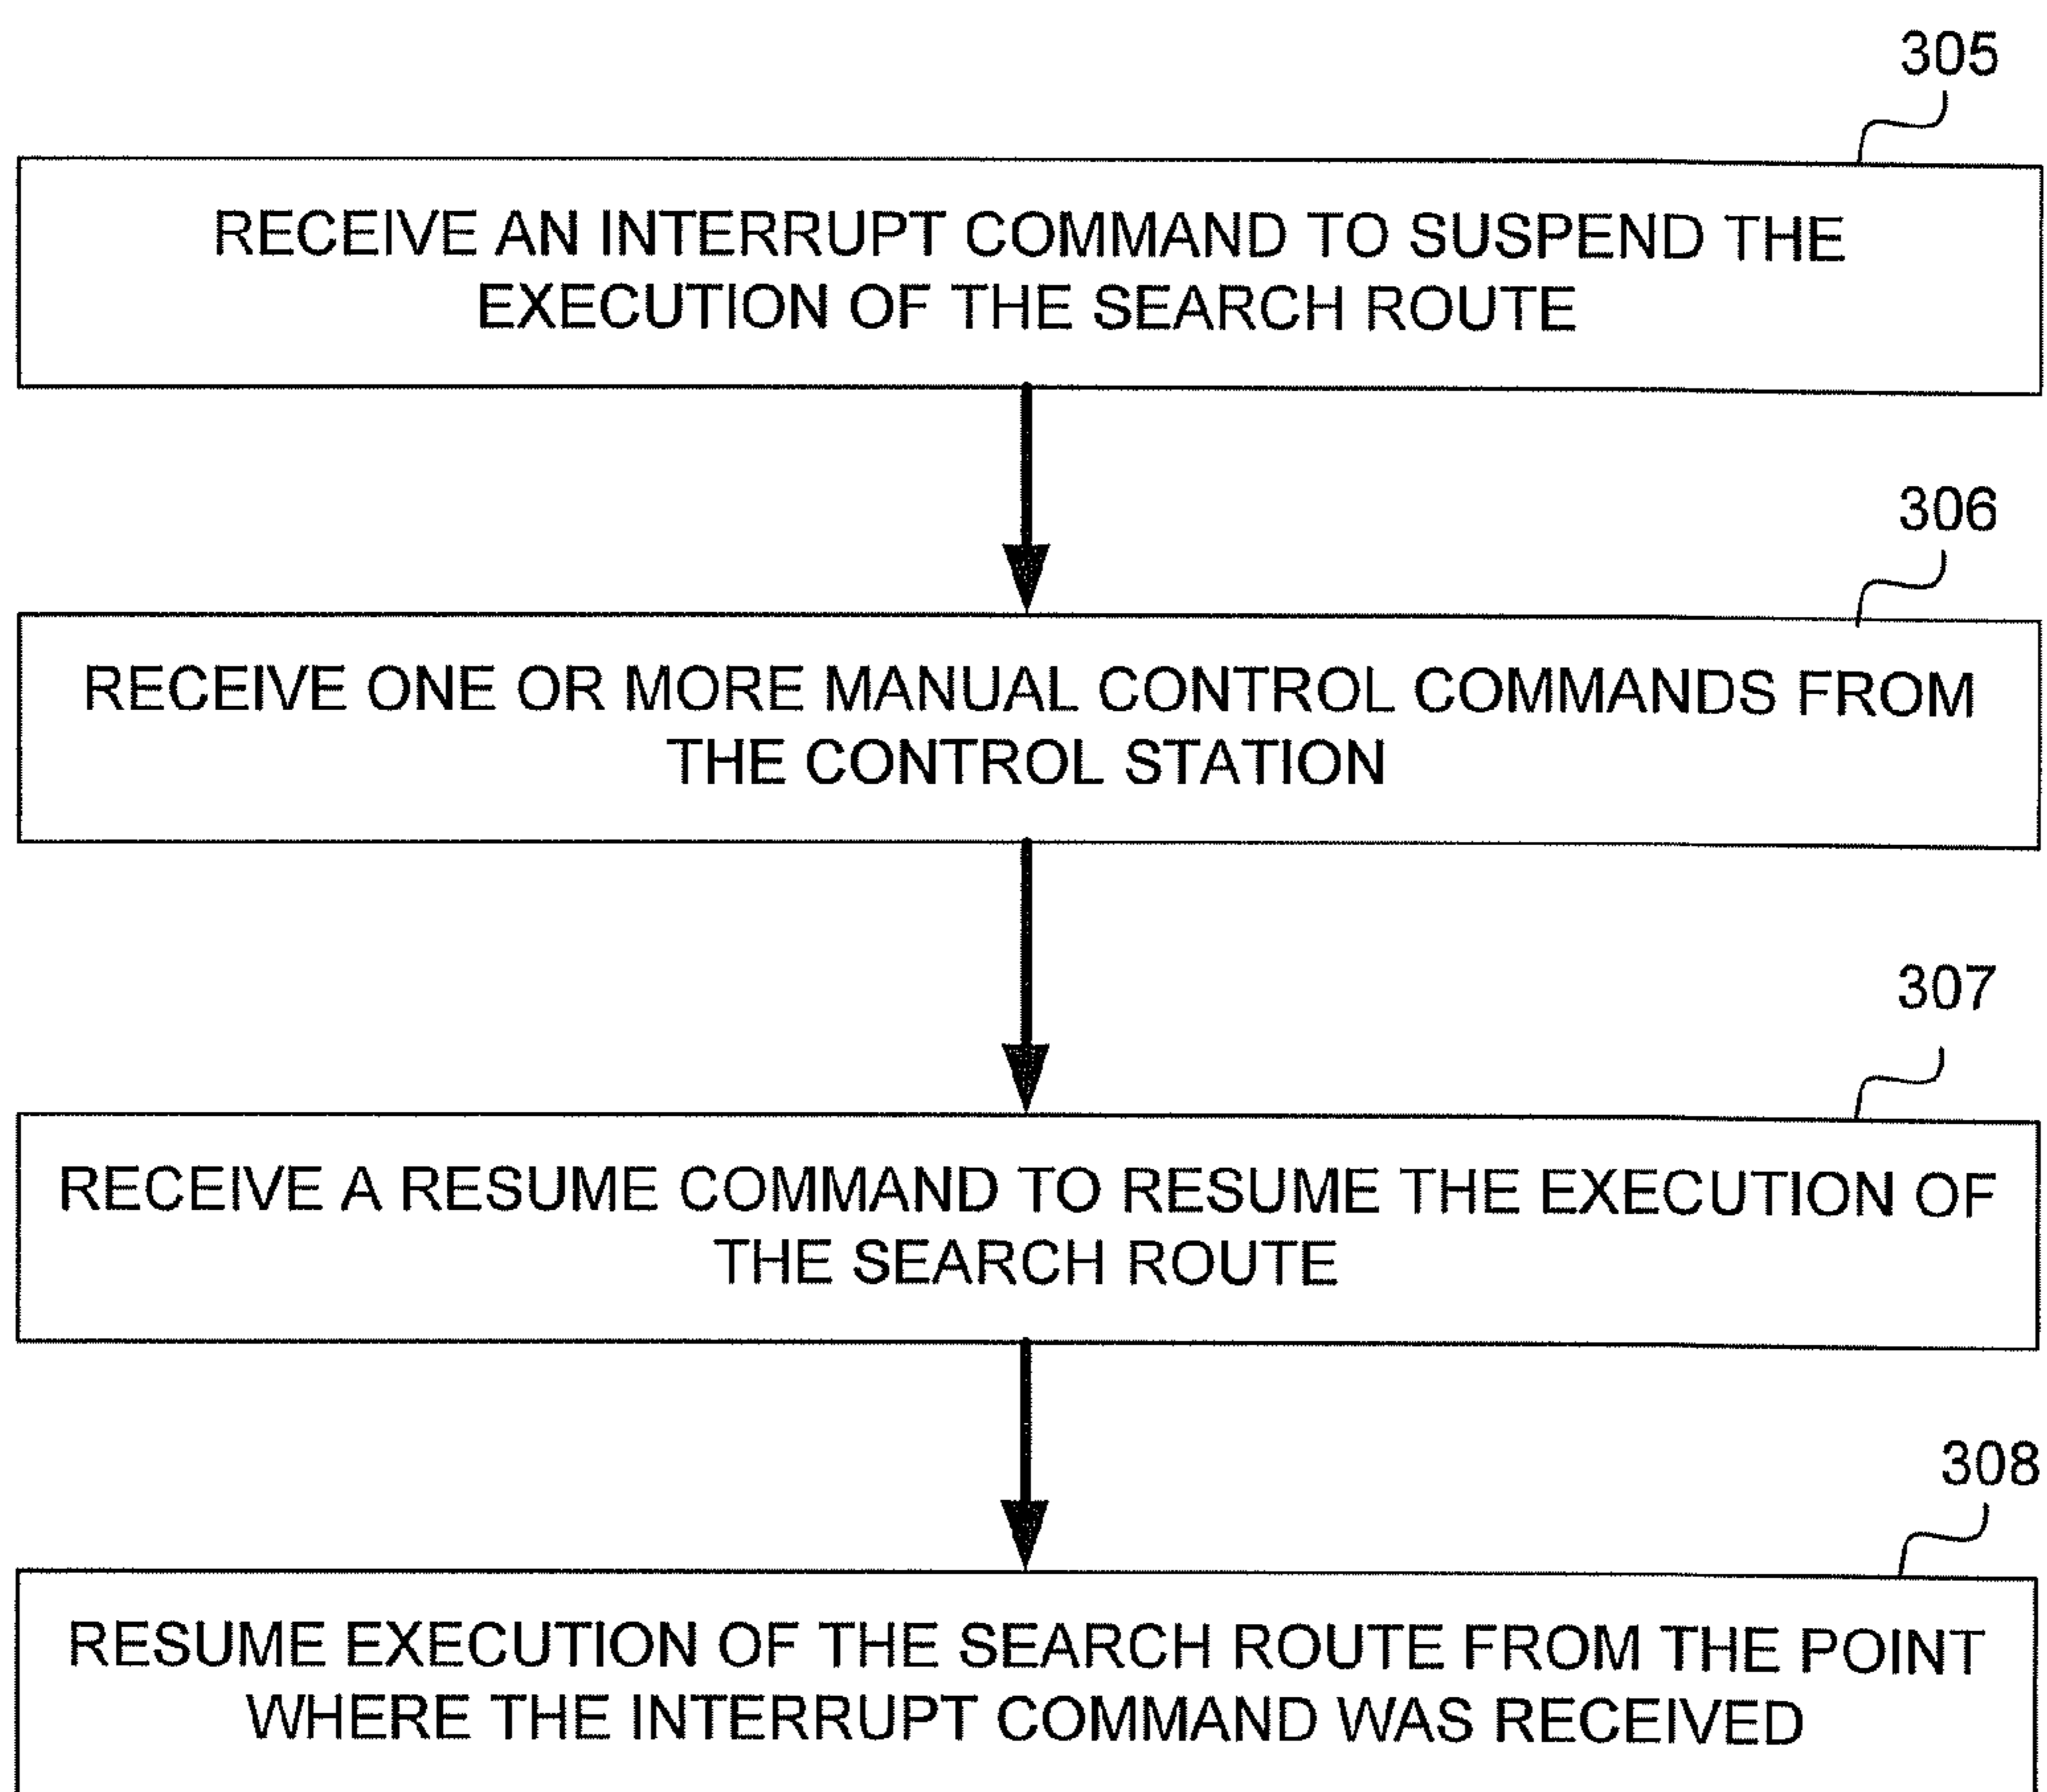 305
RECEIVE AN INTERRUPT COMMAND TO SUSPEND THE
EXECUTION OF THE SEARCH ROUTE
306
RECEIVE ONE OR MORE MANUAL CONTROL COMMANDS FROM
THE CONTROL STATION
307
RECEIVE A RESUME COMMAND TO RESUME THE EXECUTION OF
THE SEARCH ROUTE
308
RESUME EXECUTION OF THE SEARCH ROUTE FROM THE POINT
WHERE THE INTERRUPT COMMAND WAS RECEIVED